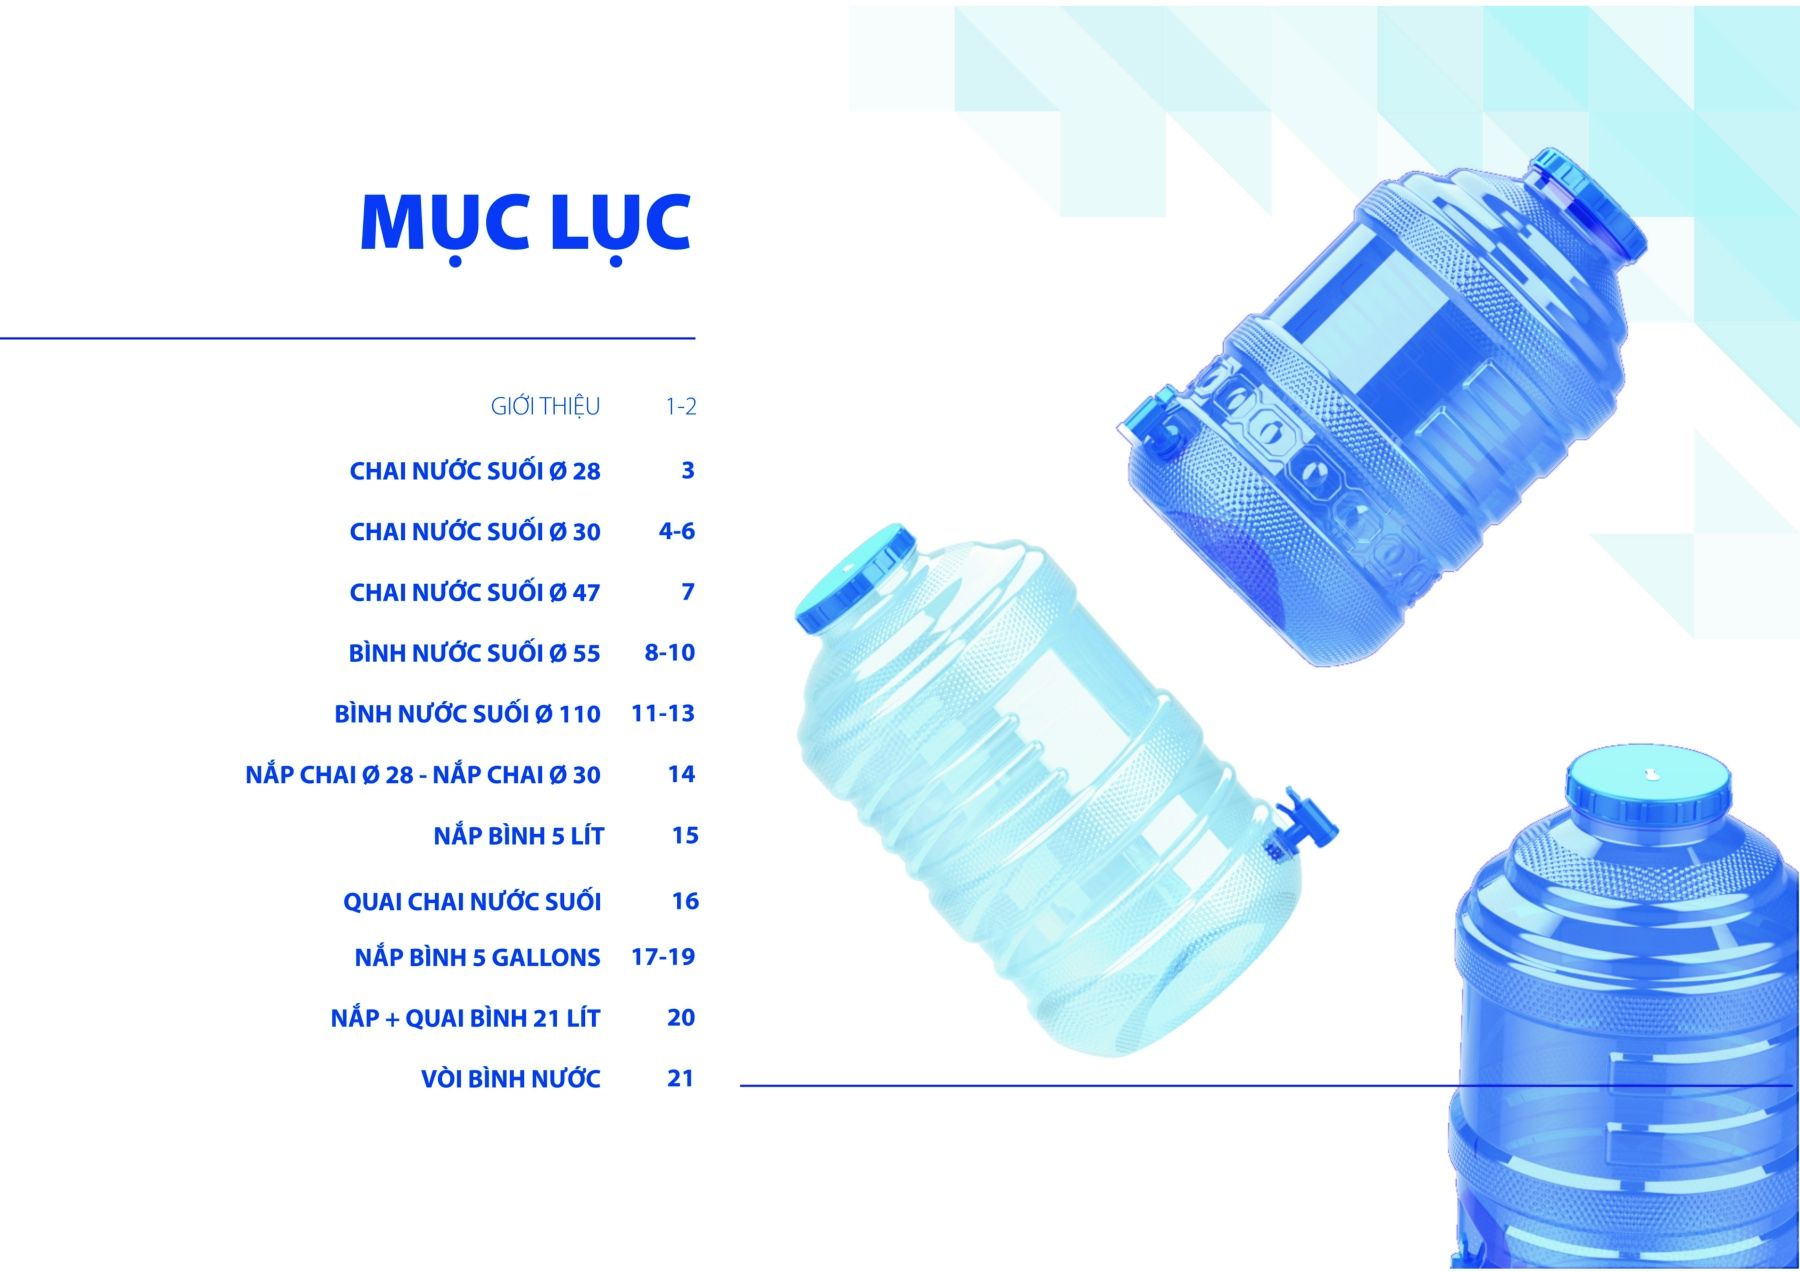 MỤC LỤC
GIỚI THIỆU 1-2
CHAI NƯỚC SUỐI Ø 28 3
CHAI NƯỚC SUỐI Ø 30 4-6
CHAI NƯỚC SUỐI Ø 47 7
BÌNH NƯỚC SUỐI Ø 55 8-10
BÌNH NƯỚC SUỐI Ø 110 11-13
NẮP CHAI Ø 28 - NẮP CHAI Ø 30 14
NẮP BÌNH 5 LÍT 15
QUAI CHAI NƯỚC SUỐI 16
NẮP BÌNH 5 GALLONS 17-19
NẮP + QUAI BÌNH 21 LÍT 20
VÒI BÌNH NƯỚC 21